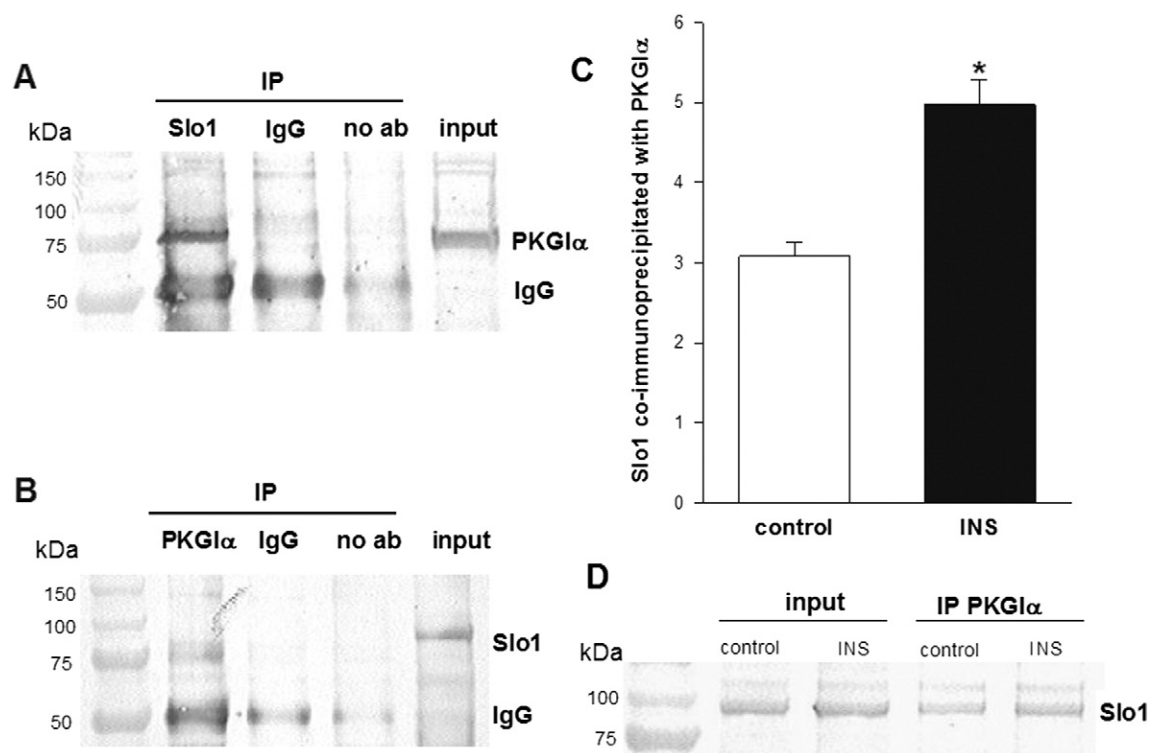 A
IP
kDa
Slo1 IgG no ab input
150
100
75
50
PKGIα
IgG
B
IP
kDa
PKGIα IgG no ab input
150
100
75
50
Slo1
IgG
C
Slo1 co-immunoprecipitated with PKGIα
6
5
4
3
2
1
0
*
control INS
D
input IP PKGIα
kDa
control INS control INS
100
75
Slo1